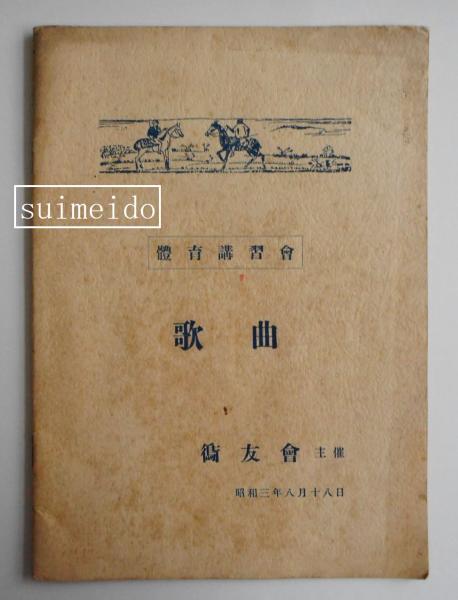 suimeido
體育講習會
歌曲
友會 主催
昭和三年八月十八日